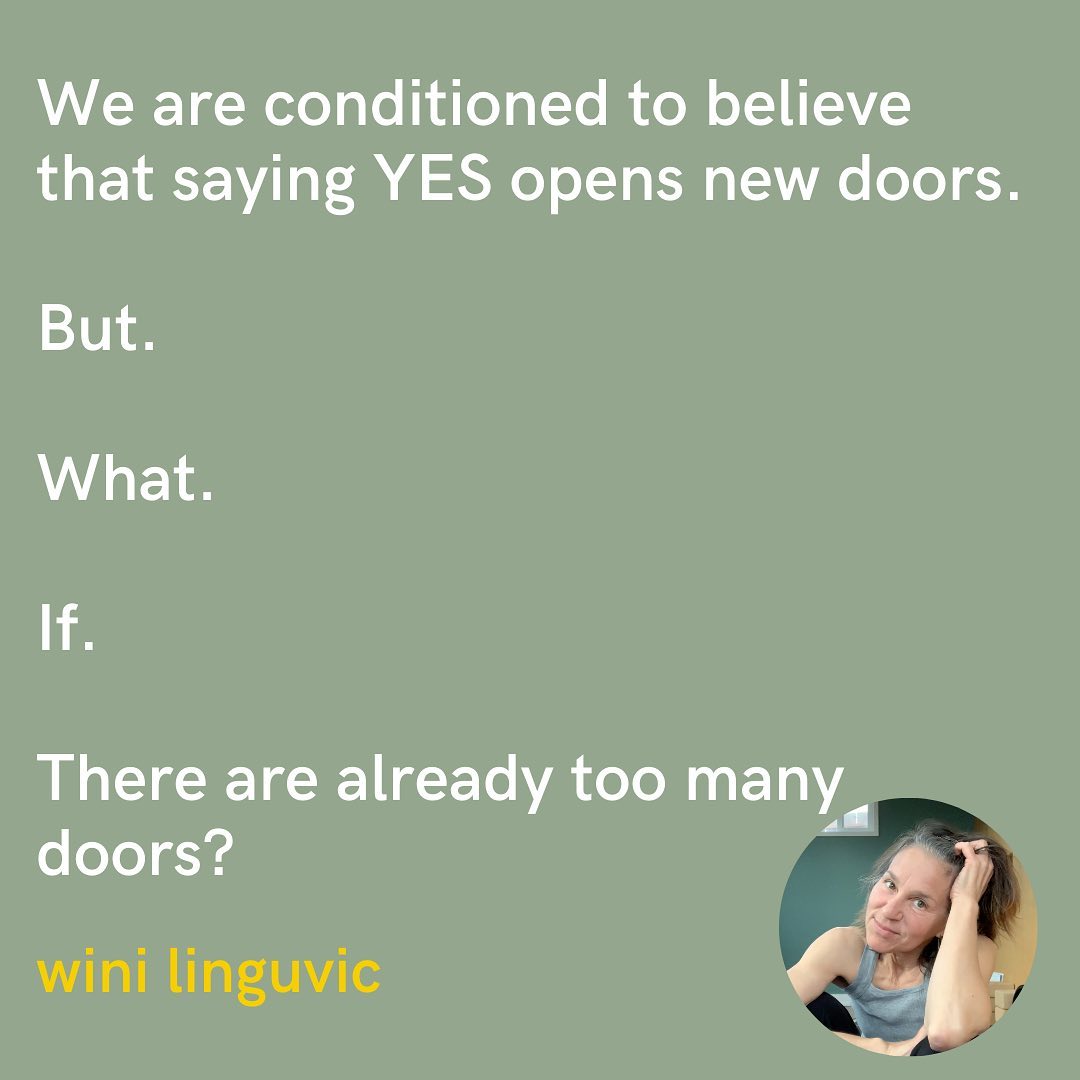 We are conditioned to believe
that saying YES opens new doors.
But.
What.
If.
There are already too many
doors?
wini linguvic